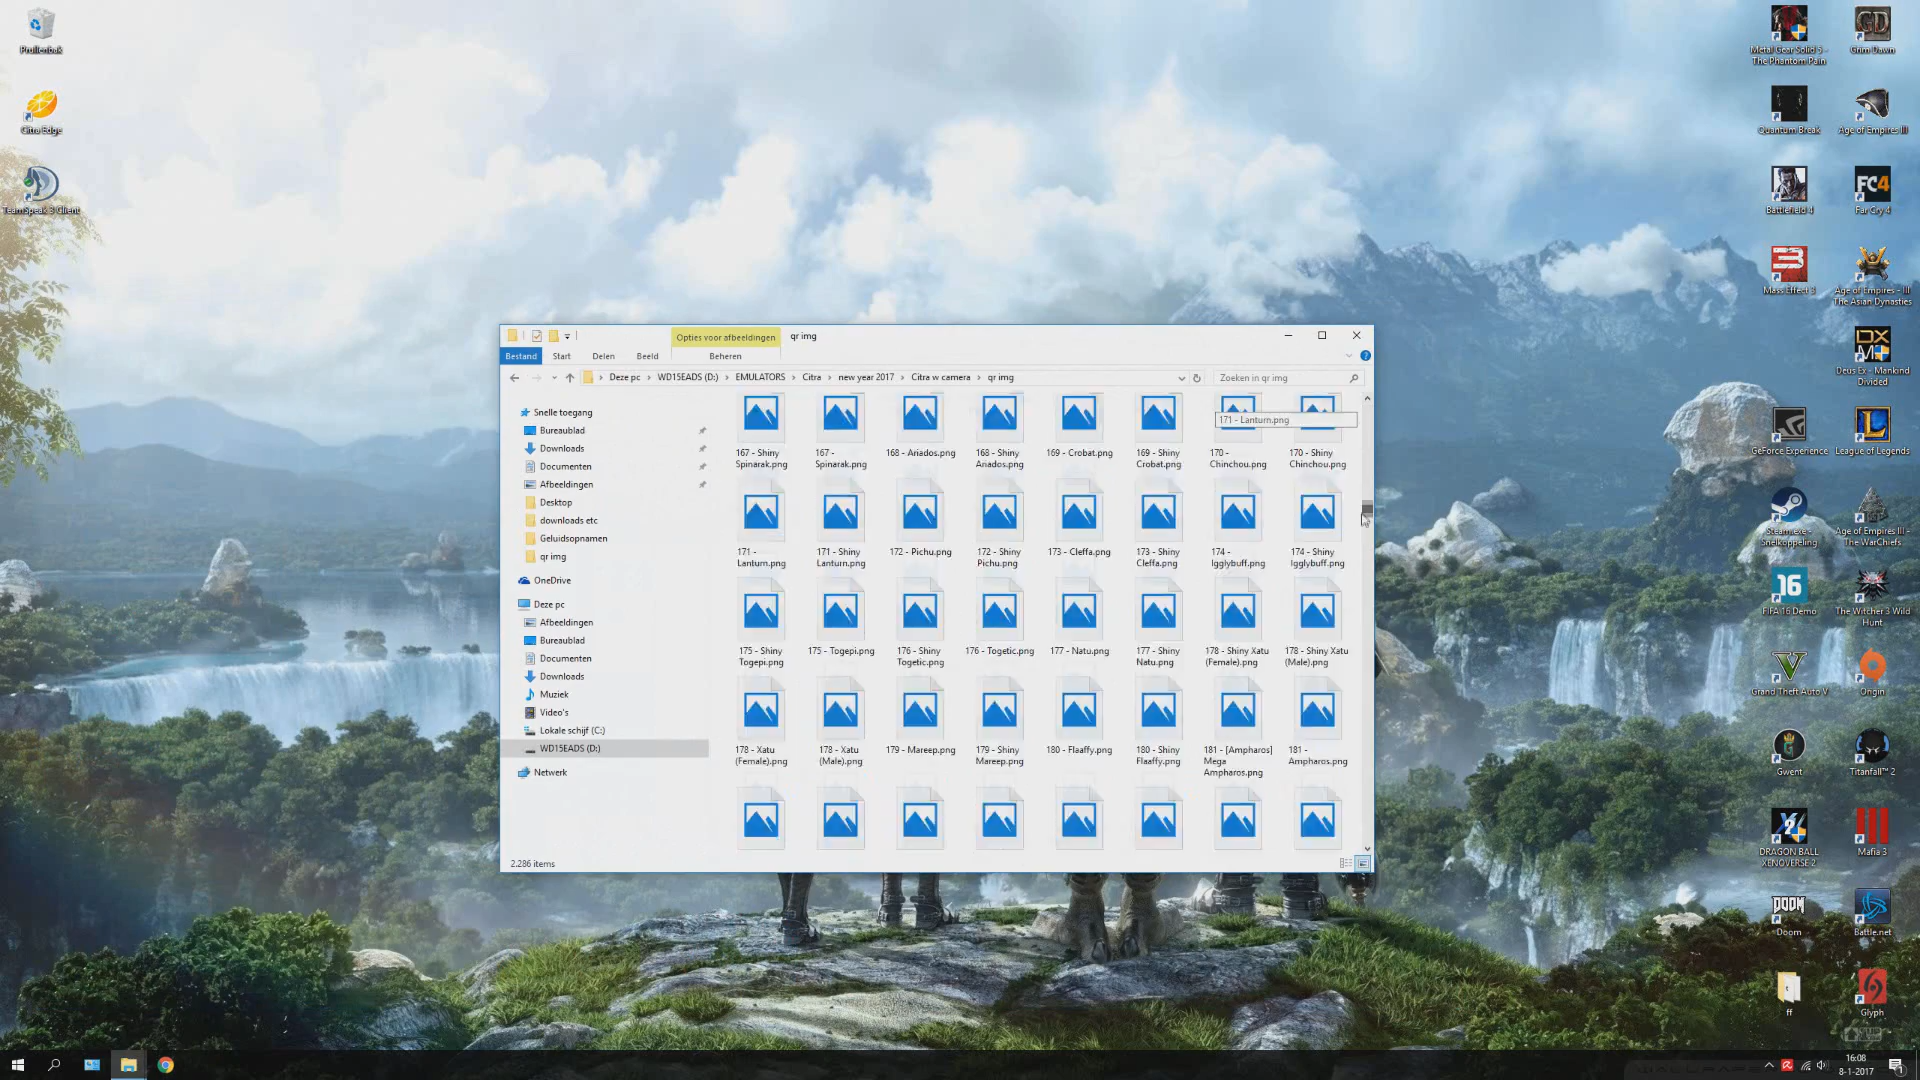 Prullenbak
Citra Edge
TeamSpeak 3 Client
Metal Gear Solid 5 -
The Phantom Pain
Grim Dawn
Quantum Break
Age of Empires III
Battlefield 4
Far Cry 4
Mass Effect 3
Age of Empires - III
The Asian Dynasties
Deus Ex - Mankind
Divided
GeForce Experience
League of Legends
Steam.exe -
Snelkoppeling
Age of Empires III -
The WarChiefs
FIFA 16 Demo
The Witcher 3 Wild
Hunt
Grand Theft Auto V
Origin
Gwent
Titanfall™ 2
DRAGON BALL
XENOVERSE 2
Mafia 3
Doom
Battle.net
ff
Glyph
Opties voor afbeeldingen
qr img
Bestand
Start
Delen
Beeld
Beheren
Deze pc
WD15EADS (D:)
EMULATORS
Citra
new year 2017
Citra w camera
qr img
Zoeken in qr img
Snelle toegang
Bureaublad
Downloads
Documenten
Afbeeldingen
Desktop
downloads etc
Geluidsopnamen
qr img
OneDrive
Deze pc
Afbeeldingen
Bureaublad
Documenten
Downloads
Muziek
Video's
Lokale schijf (C:)
WD15EADS (D:)
Netwerk
171 - Lanturn.png
167 - Shiny
Spinarak.png
167 -
Spinarak.png
168 - Ariados.png
168 - Shiny
Ariados.png
169 - Crobat.png
169 - Shiny
Crobat.png
170 -
Chinchou.png
170 - Shiny
Chinchou.png
171 -
Lanturn.png
171 - Shiny
Lanturn.png
172 - Pichu.png
172 - Shiny
Pichu.png
173 - Cleffa.png
173 - Shiny
Cleffa.png
174 -
Igglybuff.png
174 - Shiny
Igglybuff.png
175 - Shiny
Togepi.png
175 - Togepi.png
176 - Shiny
Togetic.png
176 - Togetic.png
177 - Natu.png
177 - Shiny
Natu.png
178 - Shiny Xatu
(Female).png
178 - Shiny Xatu
(Male).png
178 - Xatu
(Female).png
178 - Xatu
(Male).png
179 - Mareep.png
179 - Shiny
Mareep.png
180 - Flaaffy.png
180 - Shiny
Flaaffy.png
181 - [Ampharos]
Mega
Ampharos.png
181 -
Ampharos.png
2.286 items
16:08
8-1-2017